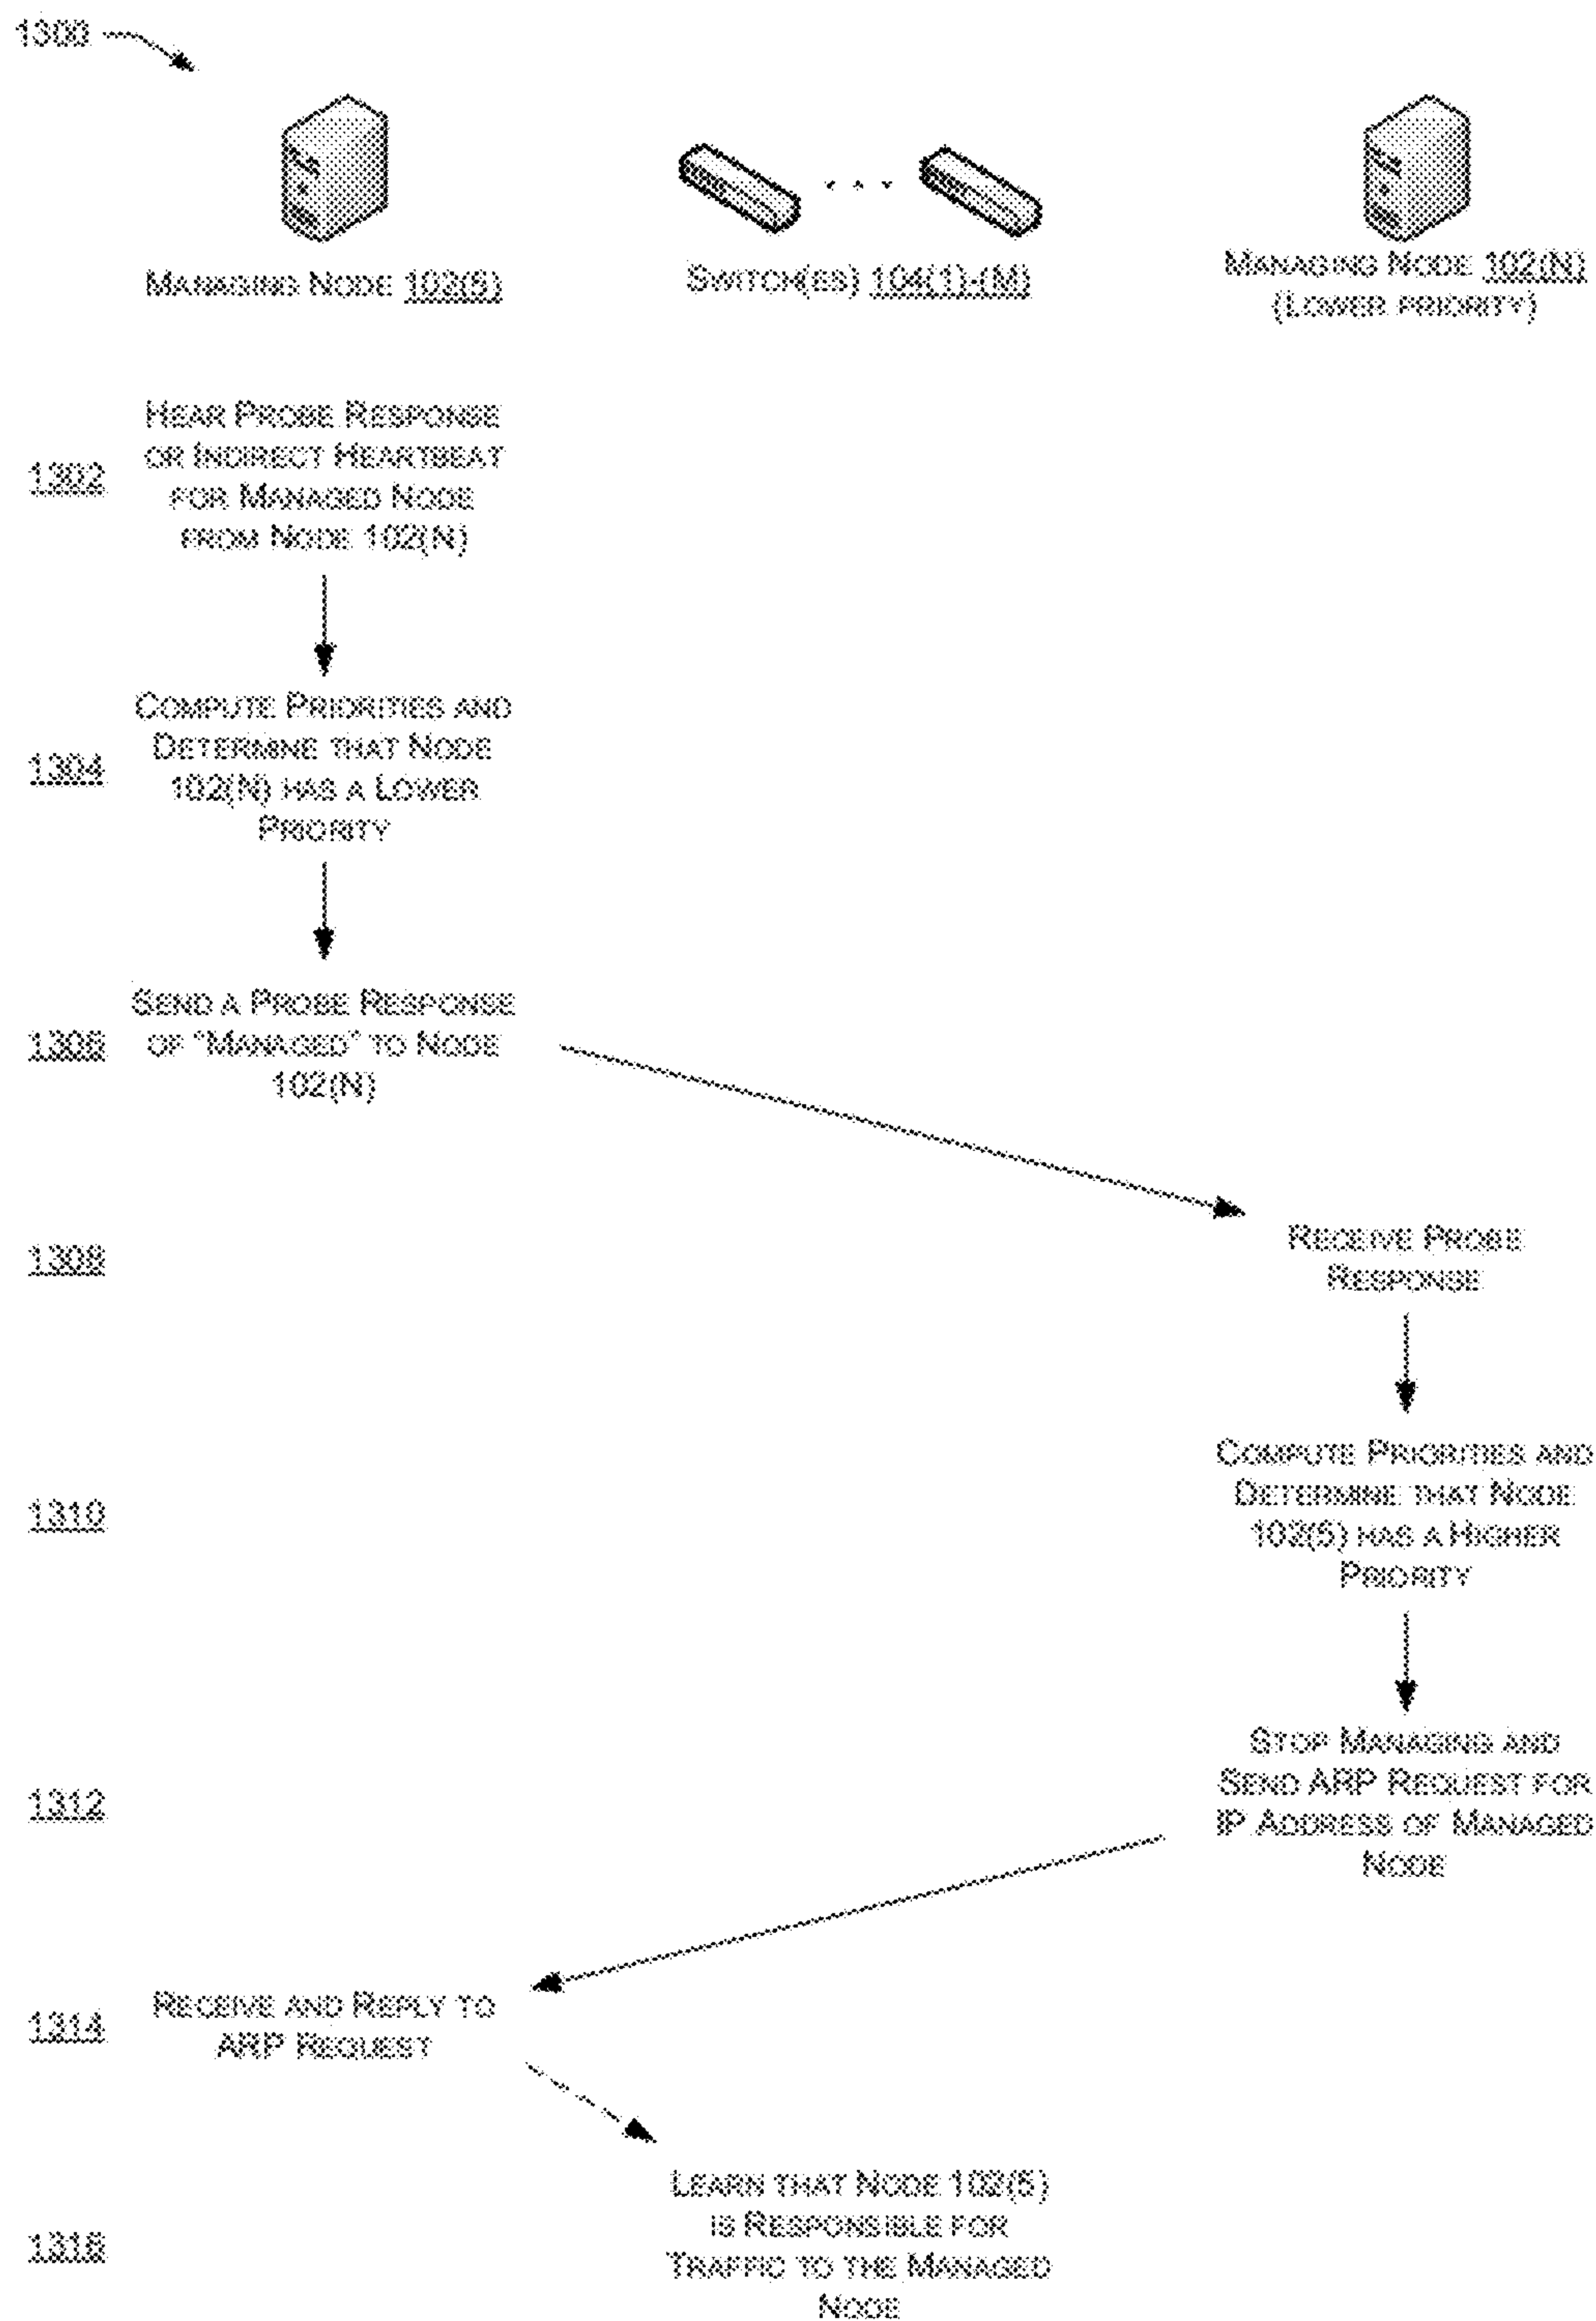 1300
MANAGING NODE 102(5)
SWITCH(ES) 104(1)-(M)
MANAGING NODE 102(N)
(LOWER PRIORITY)
1302
HEAR PROBE RESPONSE
OR INDIRECT HEARTBEAT
FOR MANAGED NODE
FROM NODE 102(N)
1304
COMPUTE PRIORITIES AND
DETERMINE THAT NODE
102(N) HAS A LOWER
PRIORITY
1306
SEND A PROBE RESPONSE
OF "MANAGED" TO NODE
102(N)
1308
RECEIVE PROBE
RESPONSE
1310
COMPUTE PRIORITIES AND
DETERMINE THAT NODE
102(5) HAS A HIGHER
PRIORITY
1312
STOP MANAGING AND
SEND ARP REQUEST FOR
IP ADDRESS OF MANAGED
NODE
1314
RECEIVE AND REPLY TO
ARP REQUEST
1316
LEARN THAT NODE 102(5)
IS RESPONSIBLE FOR
TRAFFIC TO THE MANAGED
NODE